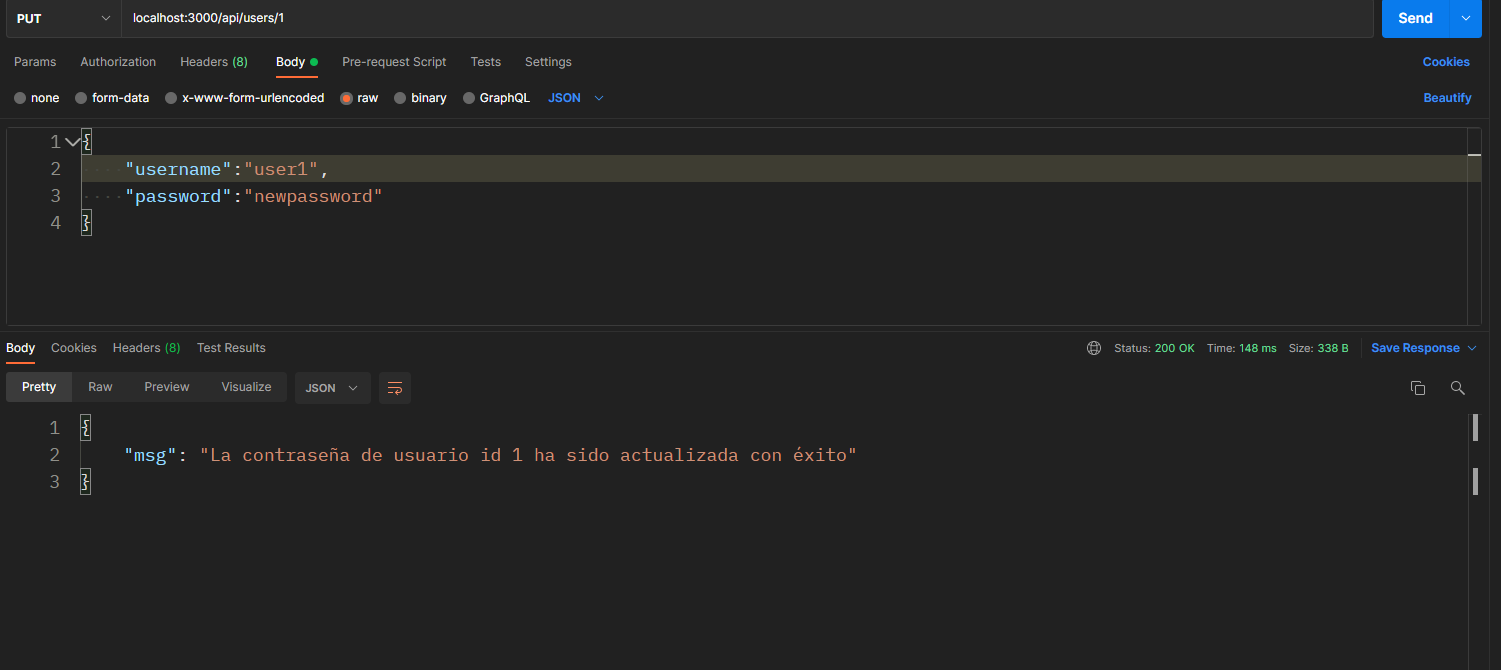 PUT localhost:3000/api/users/1 Send
Params Authorization Headers (8) Body Pre-request Script Tests Settings Cookies
none form-data x-www-form-urlencoded raw binary GraphQL JSON Beautify
1 {
2 "username":"user1",
3 "password":"newpassword"
4 }
Body Cookies Headers (8) Test Results Status: 200 OK Time: 148 ms Size: 338 B Save Response
Pretty Raw Preview Visualize JSON
1 {
2 "msg": "La contraseña de usuario id 1 ha sido actualizada con éxito"
3 }